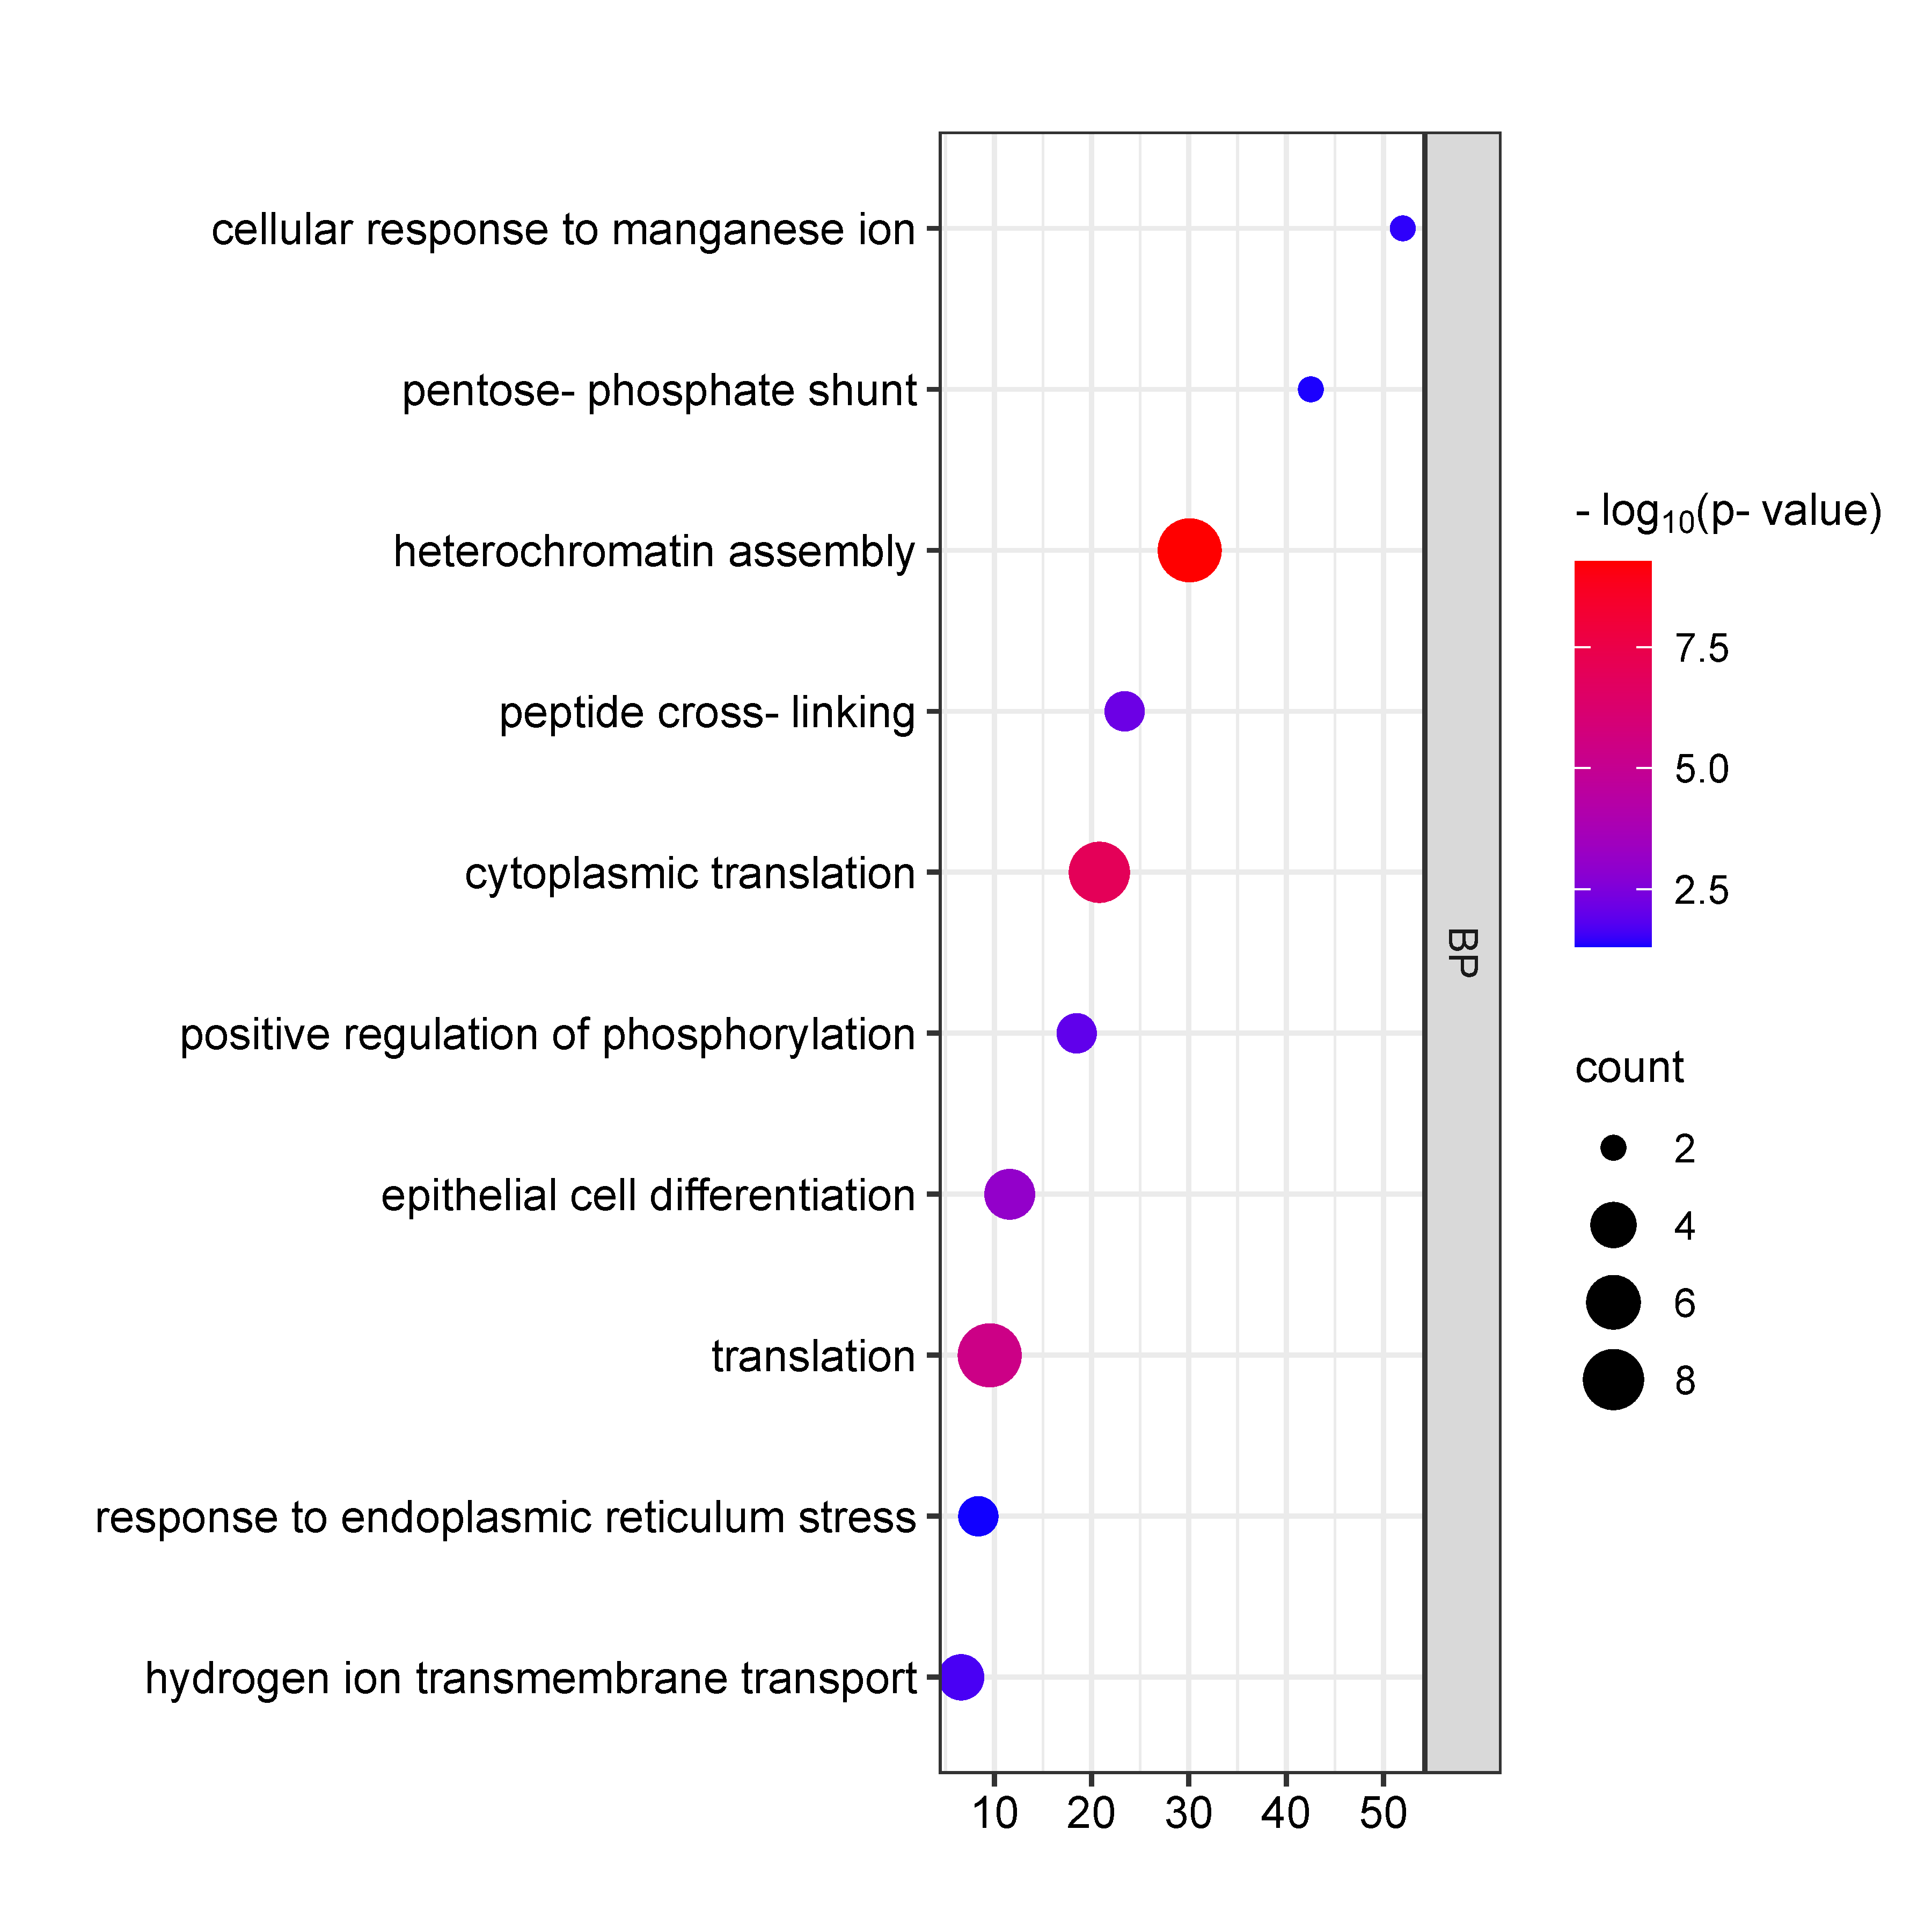 cellular response to manganese ion
pentose- phosphate shunt
heterochromatin assembly
peptide cross- linking
cytoplasmic translation
positive regulation of phosphorylation
epithelial cell differentiation
translation
response to endoplasmic reticulum stress
hydrogen ion transmembrane transport
10 20 30 40 50
BP
- log₁₀(p- value)
7.5
5.0
2.5
count
2
4
6
8